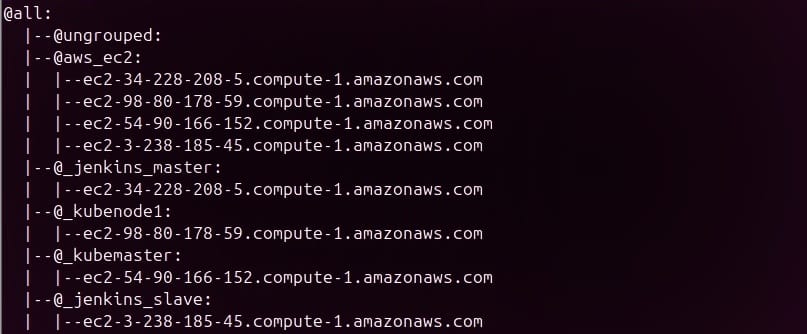 @all:
  |--@ungrouped:
  |--@aws_ec2:
  |  |--ec2-34-228-208-5.compute-1.amazonaws.com
  |  |--ec2-98-80-178-59.compute-1.amazonaws.com
  |  |--ec2-54-90-166-152.compute-1.amazonaws.com
  |  |--ec2-3-238-185-45.compute-1.amazonaws.com
  |--@_jenkins_master:
  |  |--ec2-34-228-208-5.compute-1.amazonaws.com
  |--@_kubenode1:
  |  |--ec2-98-80-178-59.compute-1.amazonaws.com
  |--@_kubemaster:
  |  |--ec2-54-90-166-152.compute-1.amazonaws.com
  |--@_jenkins_slave:
  |  |--ec2-3-238-185-45.compute-1.amazonaws.com